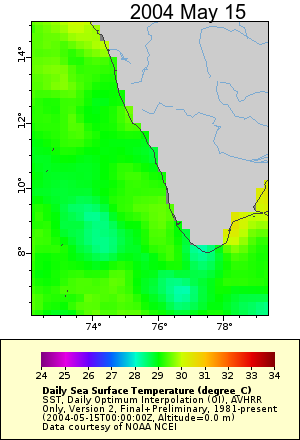 2004 May 15
14°
12°
10°
8°
74° 76° 78°
24 25 26 27 28 29 30 31 32 33 34
Daily Sea Surface Temperature (degree_C)
SST, Daily Optimum Interpolation (OI), AVHRR
Only, Version 2, Final+Preliminary, 1981-present
(2004-05-15T00:00:00Z, Altitude=0.0 m)
Data courtesy of NOAA NCEI